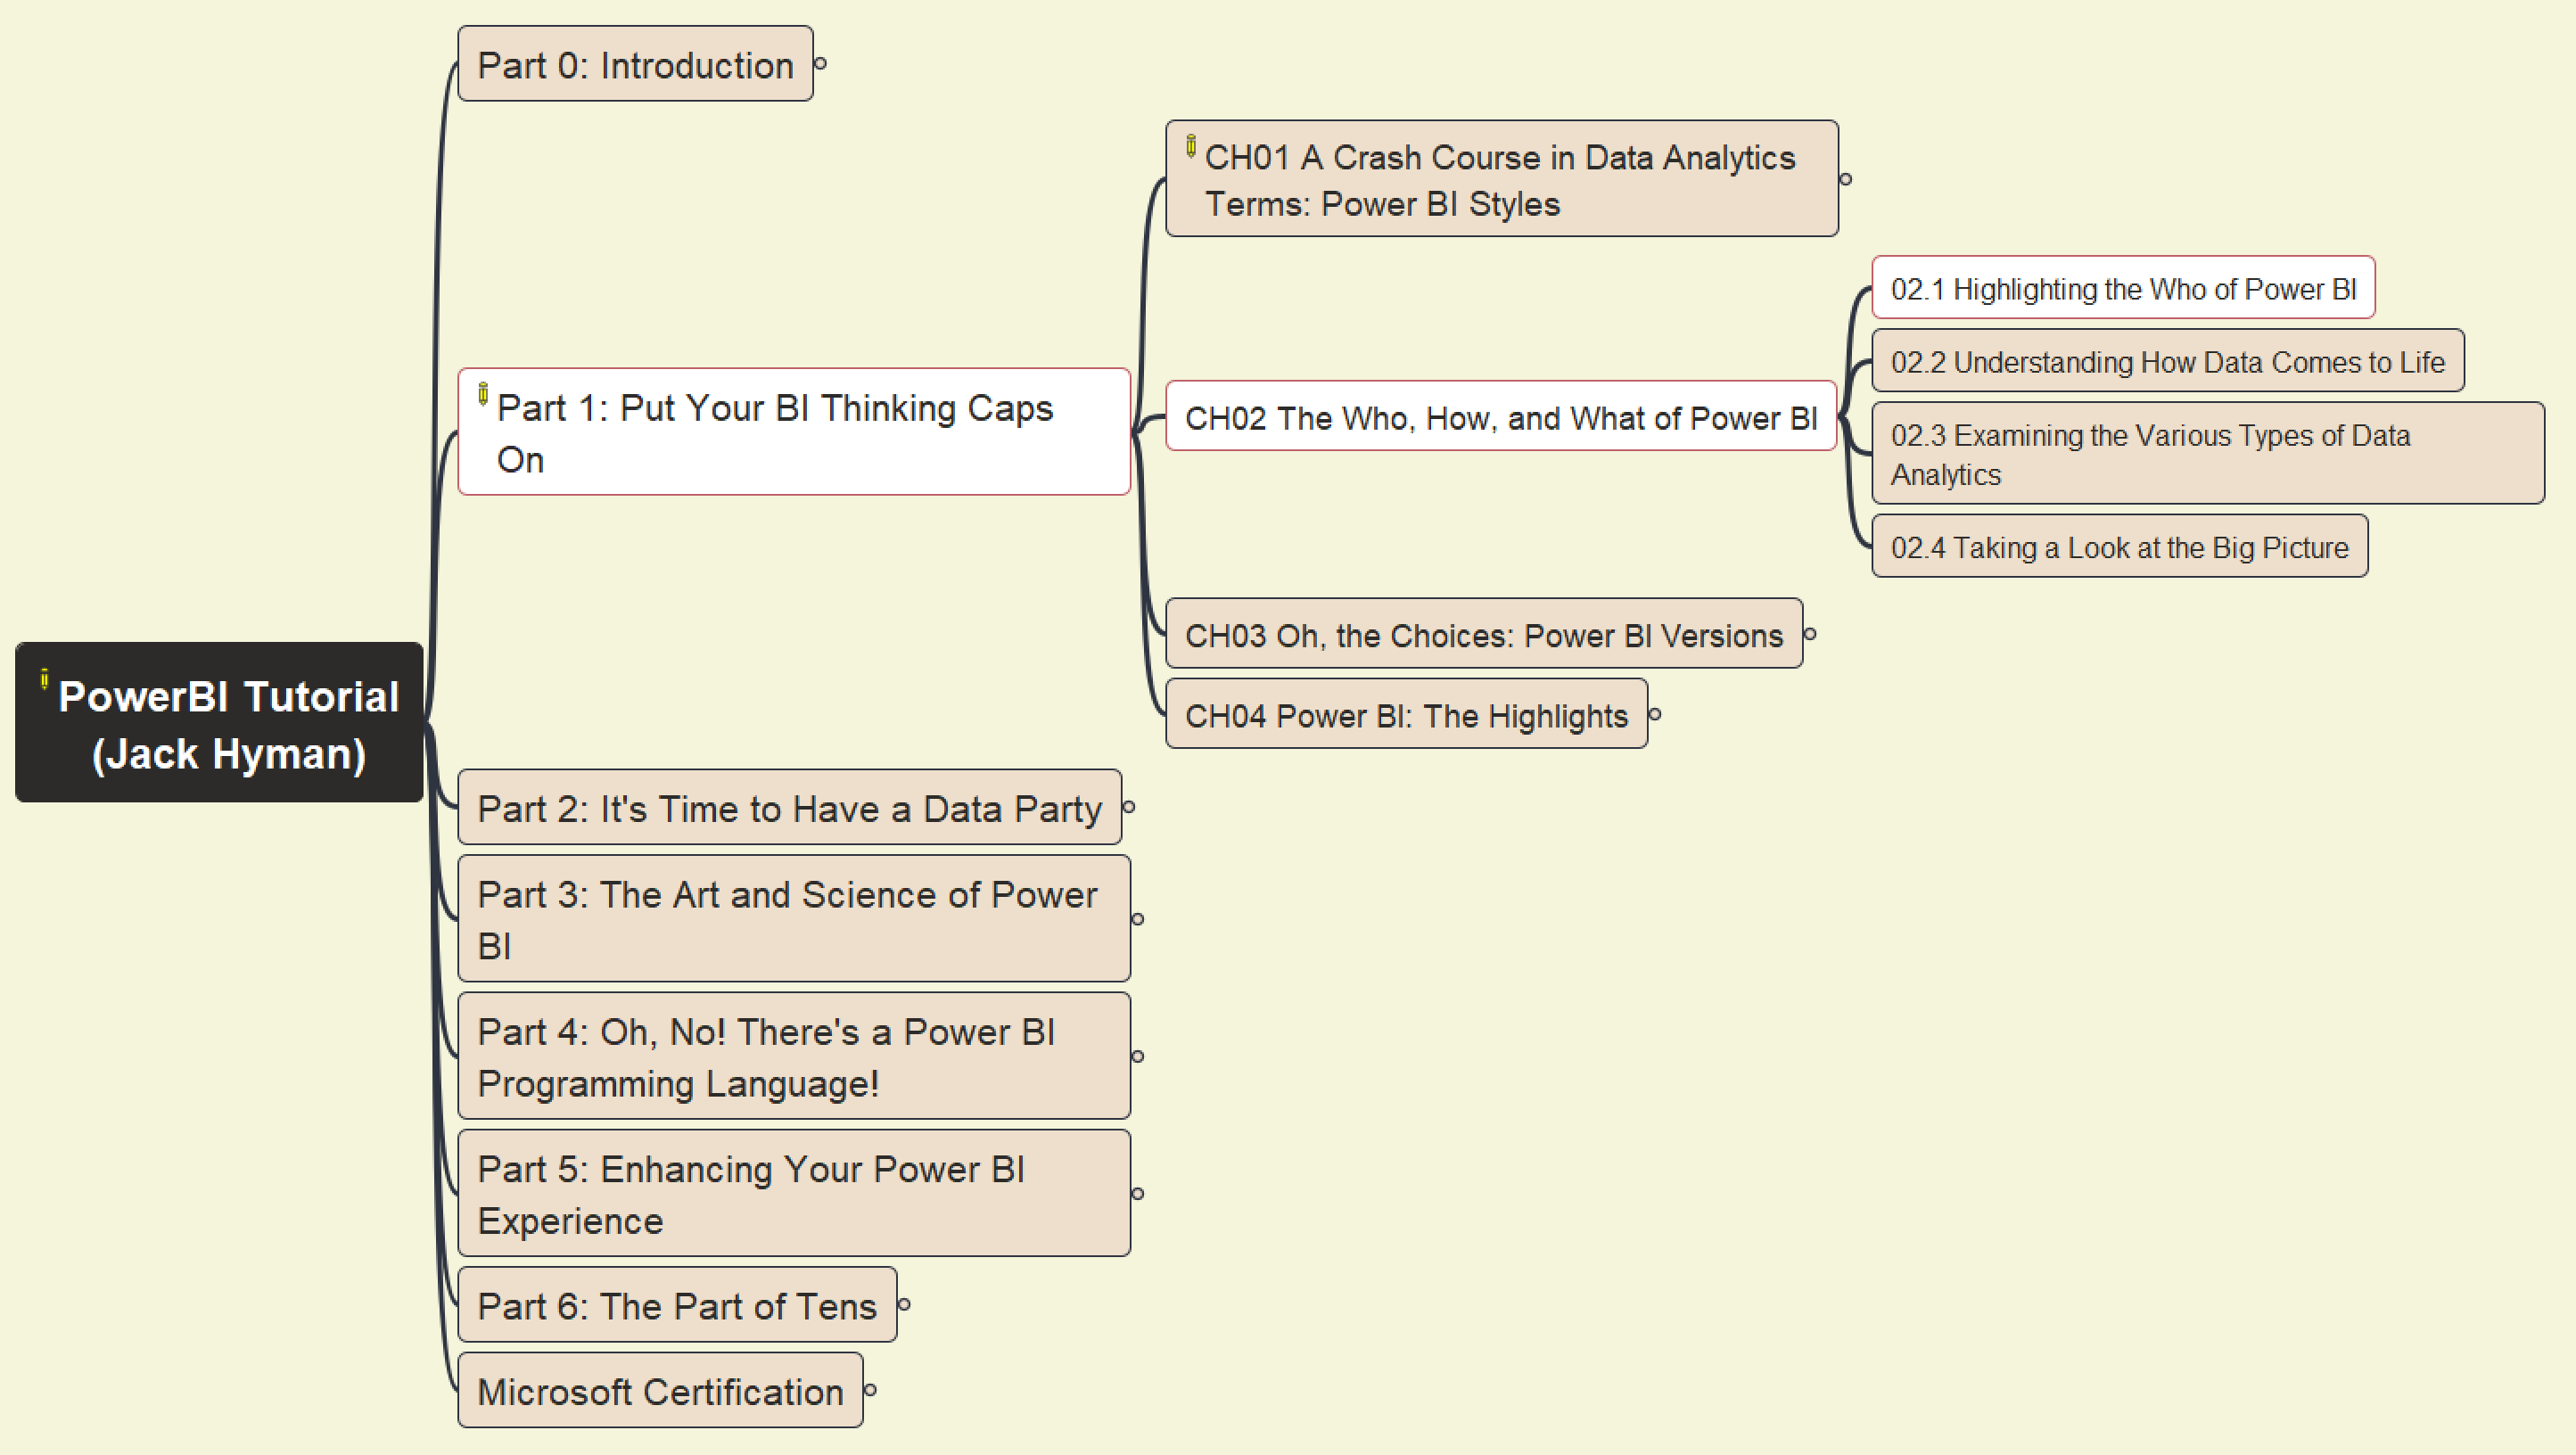 Part 0: Introduction
CH01 A Crash Course in Data Analytics
Terms: Power BI Styles
02.1 Highlighting the Who of Power BI
02.2 Understanding How Data Comes to Life
Part 1: Put Your BI Thinking Caps
On
CH02 The Who, How, and What of Power BI
02.3 Examining the Various Types of Data
Analytics
02.4 Taking a Look at the Big Picture
CH03 Oh, the Choices: Power BI Versions
CH04 Power BI: The Highlights
PowerBI Tutorial
(Jack Hyman)
Part 2: It's Time to Have a Data Party
Part 3: The Art and Science of Power
BI
Part 4: Oh, No! There's a Power BI
Programming Language!
Part 5: Enhancing Your Power BI
Experience
Part 6: The Part of Tens
Microsoft Certification